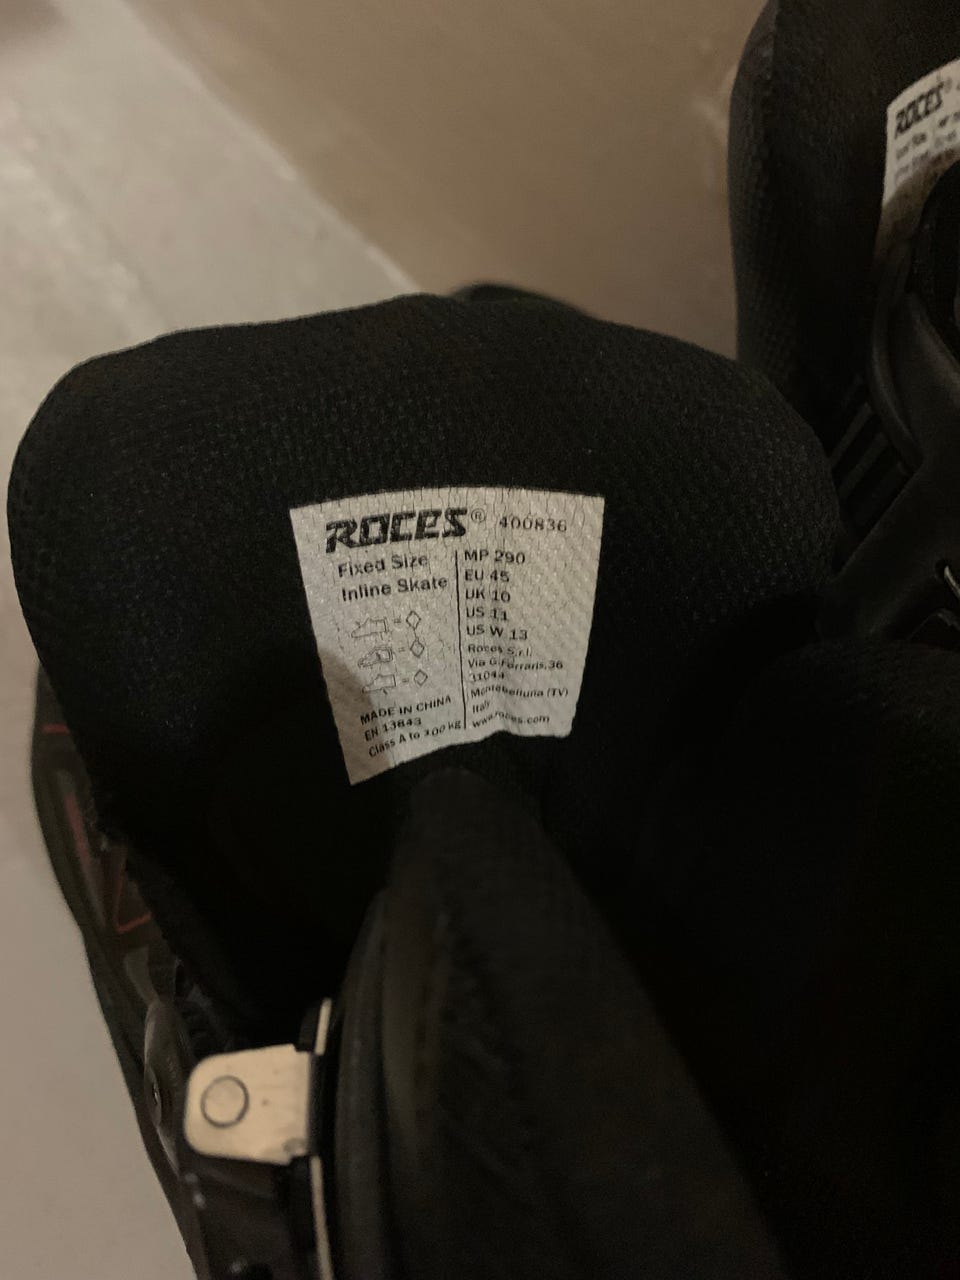 ROCES® 400836
Fixed Size
Inline Skate
MP 290
EU 45
UK 10
US 11
US W 13
Roces S.r.l.
Via G.Ferraris,36
31044
Montebelluna (TV)
Italy
www.roces.com
MADE IN CHINA
EN 13843
Class A to 100 kg
ROCES®